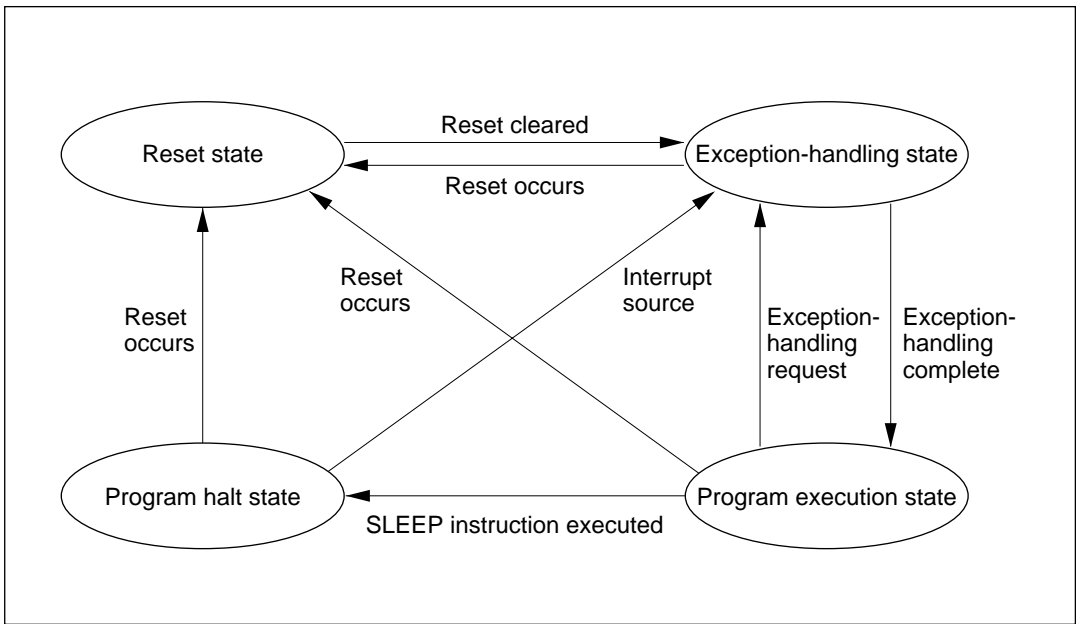 Reset cleared
Reset state
Exception-handling state
Reset occurs
Reset
occurs
Interrupt
source
Reset
occurs
Exception-
handling
request
Exception-
handling
complete
Program halt state
Program execution state
SLEEP instruction executed